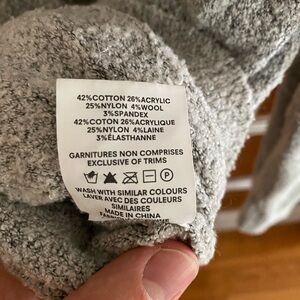 42%COTTON 26%ACRYLIC
25%NYLON 4%WOOL
3%SPANDEX
42%COTON 26%ACRYLIQUE
25%NYLON 4%LAINE
3%ÉLASTHANNE
GARNITURES NON COMPRISES
EXCLUSIVE OF TRIMS
P
WASH WITH SIMILAR COLOURS
LAVER AVEC DES COULEURS
SIMILAIRES
MADE IN CHINA